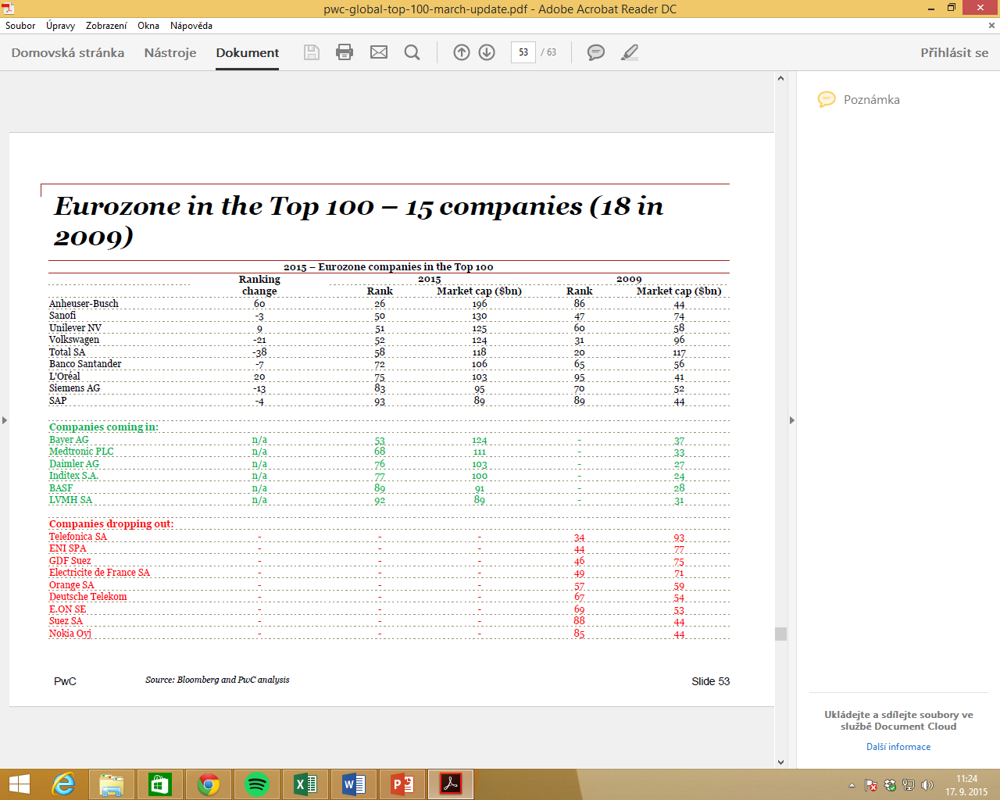 pwc-global-top-100-march-update.pdf - Adobe Acrobat Reader DC
Soubor Úpravy Zobrazení Okna Nápověda
Domovská stránka Nástroje Dokument 53 / 63 Přihlásit se
Poznámka
Eurozone in the Top 100 – 15 companies (18 in
2009)
2015 – Eurozone companies in the Top 100
Ranking 2015 2009
change Rank Market cap ($bn) Rank Market cap ($bn)
Anheuser-Busch 60 26 196 86 44
Sanofi -3 50 130 47 74
Unilever NV 9 51 125 60 58
Volkswagen -21 52 124 31 96
Total SA -38 58 118 20 117
Banco Santander -7 72 106 65 56
L'Oréal 20 75 103 95 41
Siemens AG -13 83 95 70 52
SAP -4 93 89 89 44
Companies coming in:
Bayer AG n/a 53 124 - 37
Medtronic PLC n/a 68 111 - 33
Daimler AG n/a 76 103 - 27
Inditex S.A. n/a 77 100 - 24
BASF n/a 89 91 - 28
LVMH SA n/a 92 89 - 31
Companies dropping out:
Telefonica SA - - - 34 93
ENI SPA - - - 44 77
GDF Suez - - - 46 75
Electricite de France SA - - - 49 71
Orange SA - - - 57 59
Deutsche Telekom - - - 67 54
E.ON SE - - - 69 53
Suez SA - - - 88 44
Nokia Oyj - - - 85 44
PwC Source: Bloomberg and PwC analysis Slide 53
Ukládejte a sdílejte soubory ve
službě Document Cloud
Další informace
11:24
17. 9. 2015